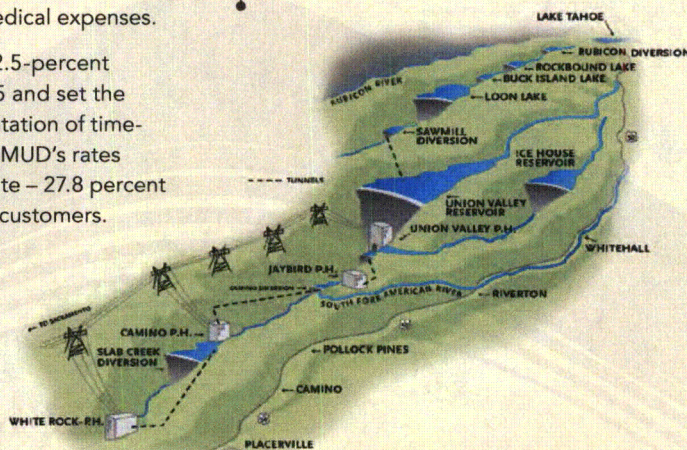 edical expenses.
2.5-percent
5 and set the
tation of time-
MUD's rates
te – 27.8 percent
customers.
LAKE TAHOE
RUBICON DIVERSION
ROCKBOUND LAKE
BUCK ISLAND LAKE
RUBICON RIVER
LOON LAKE
SAWMILL
DIVERSION
ICE HOUSE
RESERVOIR
TUNNELS
UNION VALLEY
RESERVOIR
UNION VALLEY P.H.
WHITEHALL
JAYBIRD P.H.
CAMINO DIVERSION
SOUTH FORK AMERICAN RIVER
RIVERTON
TO SACRAMENTO
CAMINO P.H.
SLAB CREEK
DIVERSION
POLLOCK PINES
CAMINO
WHITE ROCK P.H.
PLACERVILLE